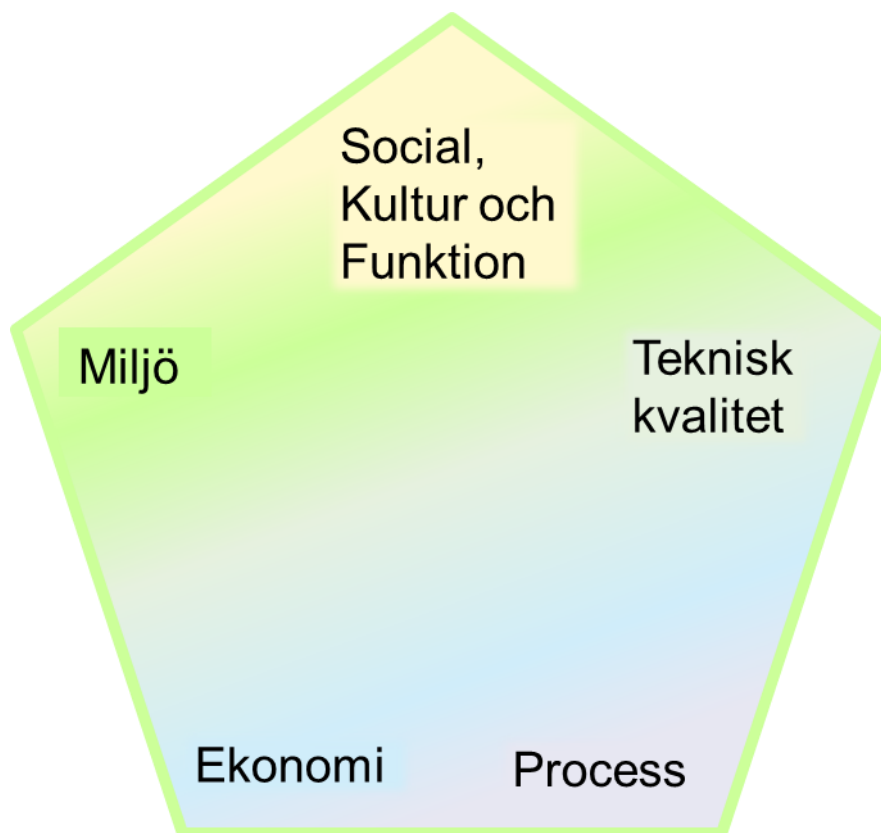 Social,
Kultur och
Funktion
Miljö
Teknisk
kvalitet
Ekonomi
Process